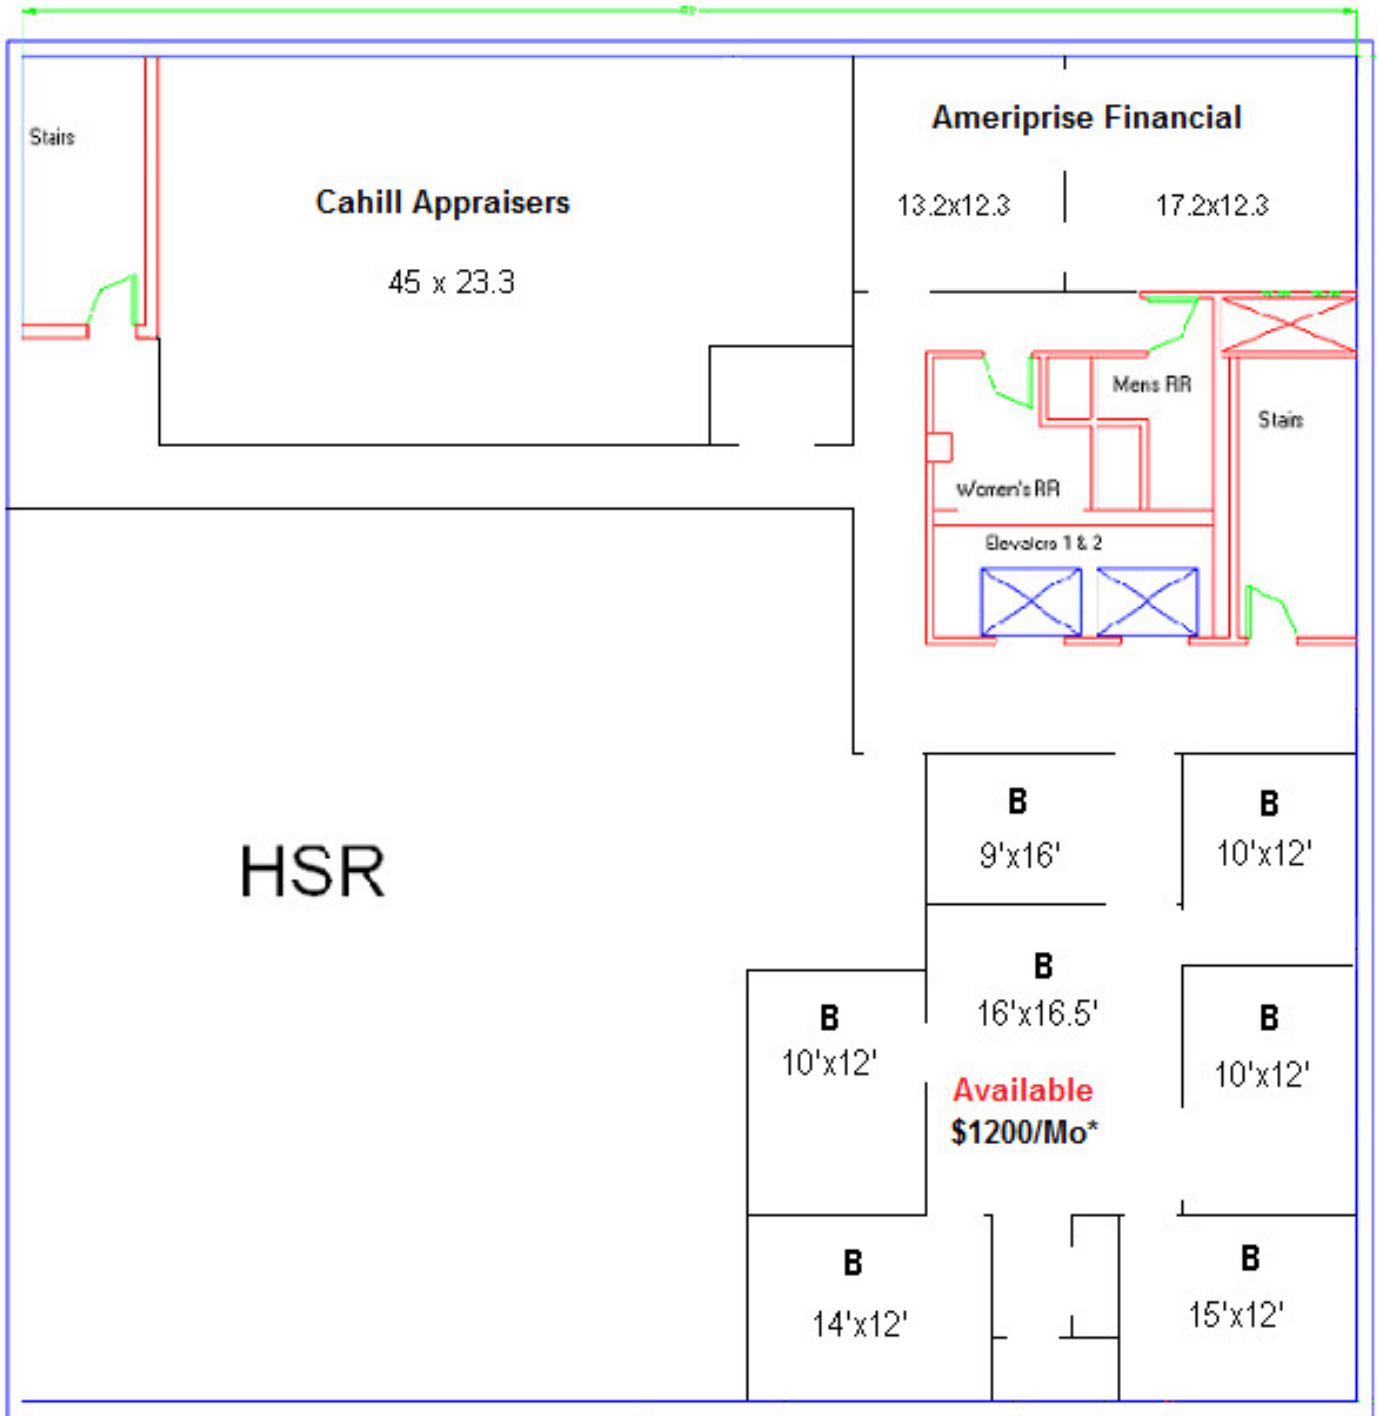 Stairs
Ameriprise Financial
Cahill Appraisers
13.2x12.3
17.2x12.3
45 x 23.3
Mens RR
Stairs
Women's RR
Elevators 1 & 2
B
9'x16'
B
10'x12'
HSR
B
16'x16.5'
B
10'x12'
B
10'x12'
Available
$1200/Mo*
B
14'x12'
B
15'x12'